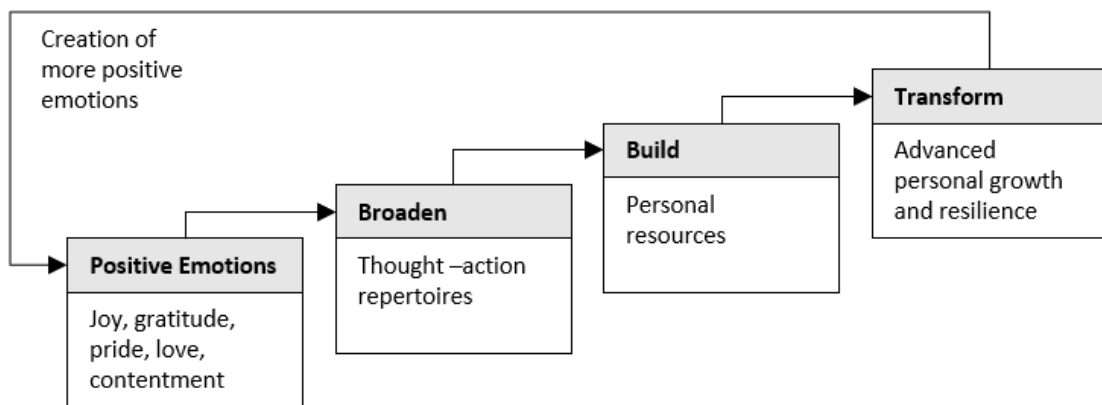 Creation of
more positive
emotions
Transform
Advanced
personal growth
and resilience
Build
Personal
resources
Broaden
Thought –action
repertoires
Positive Emotions
Joy, gratitude,
pride, love,
contentment